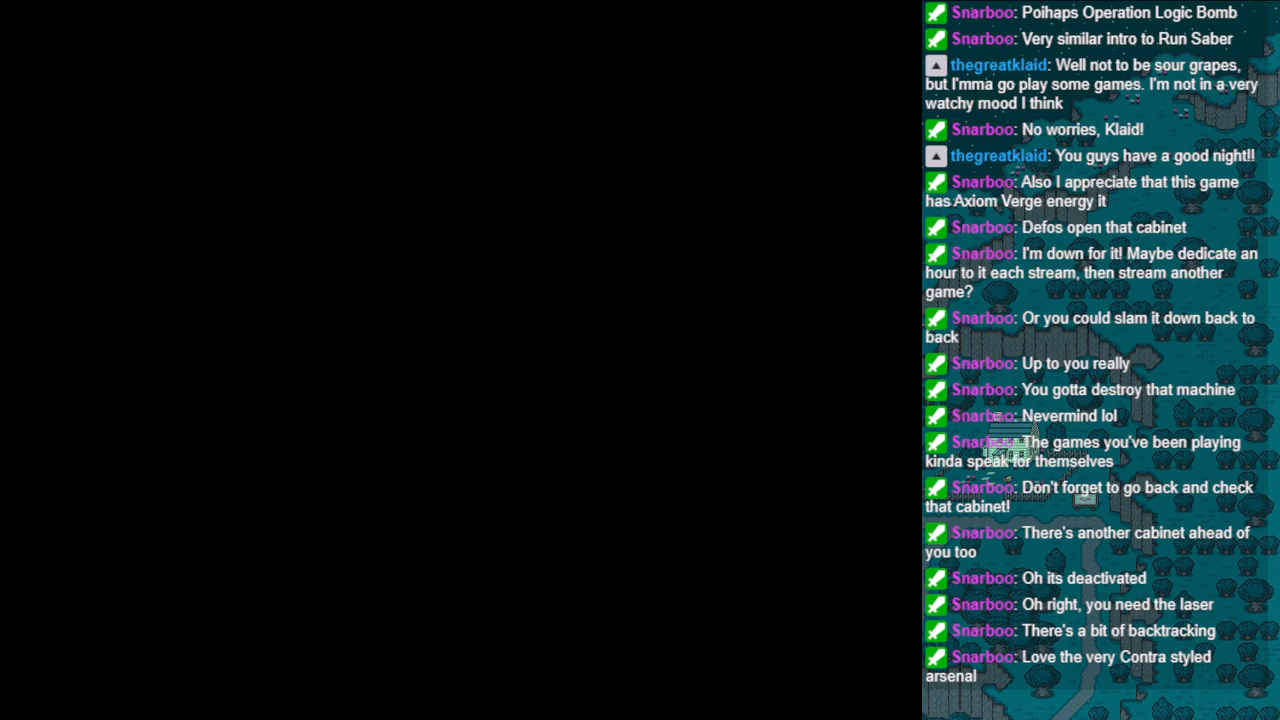 Snarboo: Poihaps Operation Logic Bomb
Snarboo: Very similar intro to Run Saber
thegreatklaid: Well not to be sour grapes,
but I'mma go play some games. I'm not in a very
watchy mood I think
Snarboo: No worries, Klaid!
thegreatklaid: You guys have a good night!!
Snarboo: Also I appreciate that this game
has Axiom Verge energy it
Snarboo: Defos open that cabinet
Snarboo: I'm down for it! Maybe dedicate an
hour to it each stream, then stream another
game?
Snarboo: Or you could slam it down back to
back
Snarboo: Up to you really
Snarboo: You gotta destroy that machine
Snarboo: Nevermind lol
Snarboo: The games you've been playing
kinda speak for themselves
Snarboo: Don't forget to go back and check
that cabinet!
Snarboo: There's another cabinet ahead of
you too
Snarboo: Oh its deactivated
Snarboo: Oh right, you need the laser
Snarboo: There's a bit of backtracking
Snarboo: Love the very Contra styled
arsenal